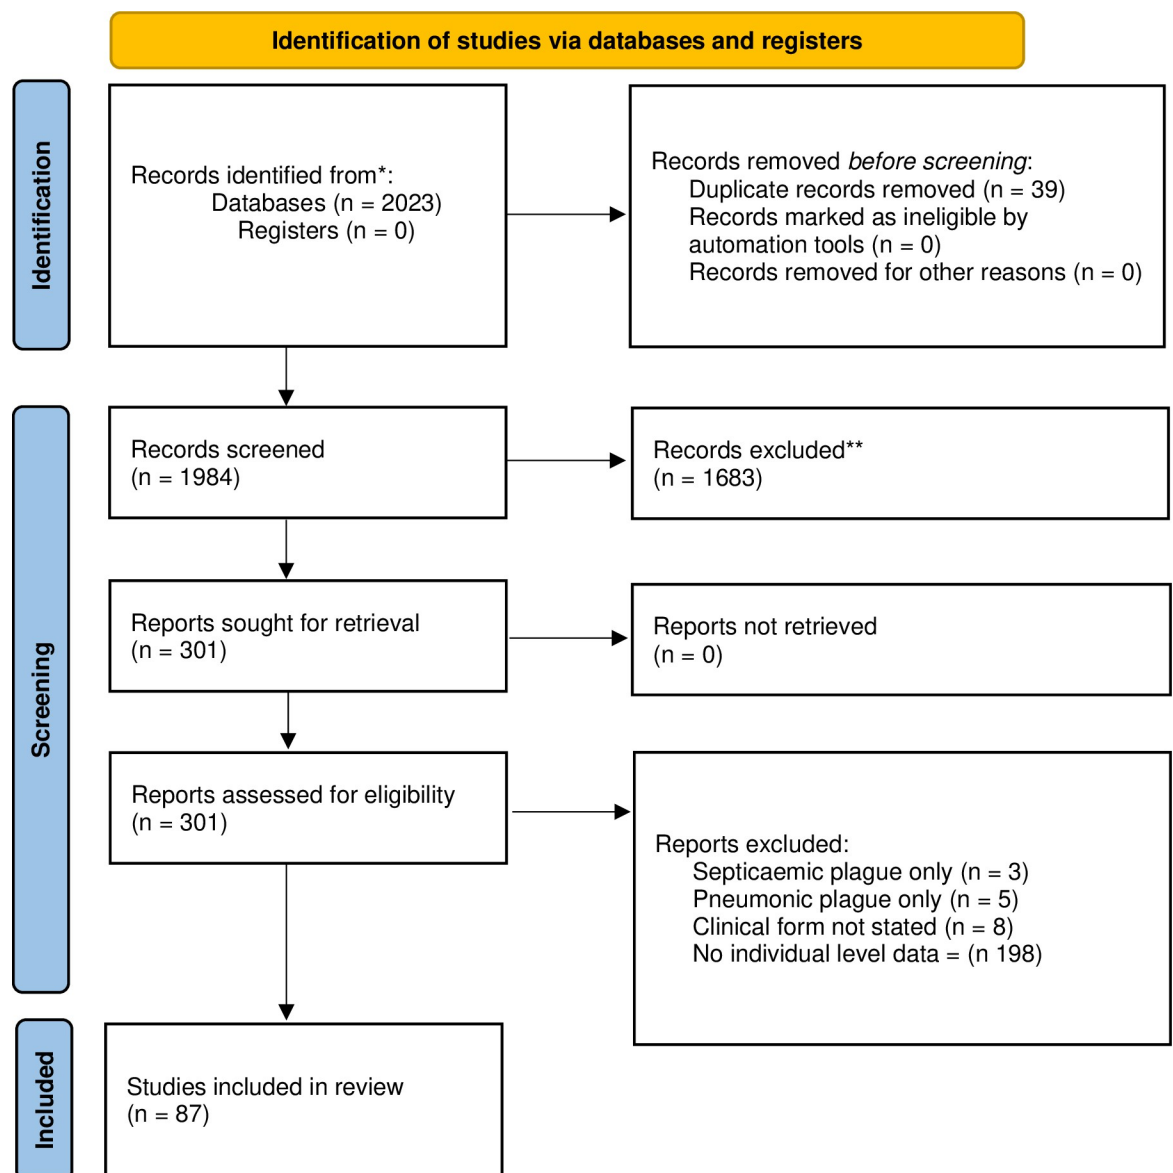 Identification of studies via databases and registers
Identification
Records identified from*:
Databases (n = 2023)
Registers (n = 0)
Records removed before screening:
Duplicate records removed (n = 39)
Records marked as ineligible by
automation tools (n = 0)
Records removed for other reasons (n = 0)
Screening
Records screened
(n = 1984)
Records excluded**
(n = 1683)
Reports sought for retrieval
(n = 301)
Reports not retrieved
(n = 0)
Reports assessed for eligibility
(n = 301)
Reports excluded:
Septicaemic plague only (n = 3)
Pneumonic plague only (n = 5)
Clinical form not stated (n = 8)
No individual level data = (n 198)
Included
Studies included in review
(n = 87)